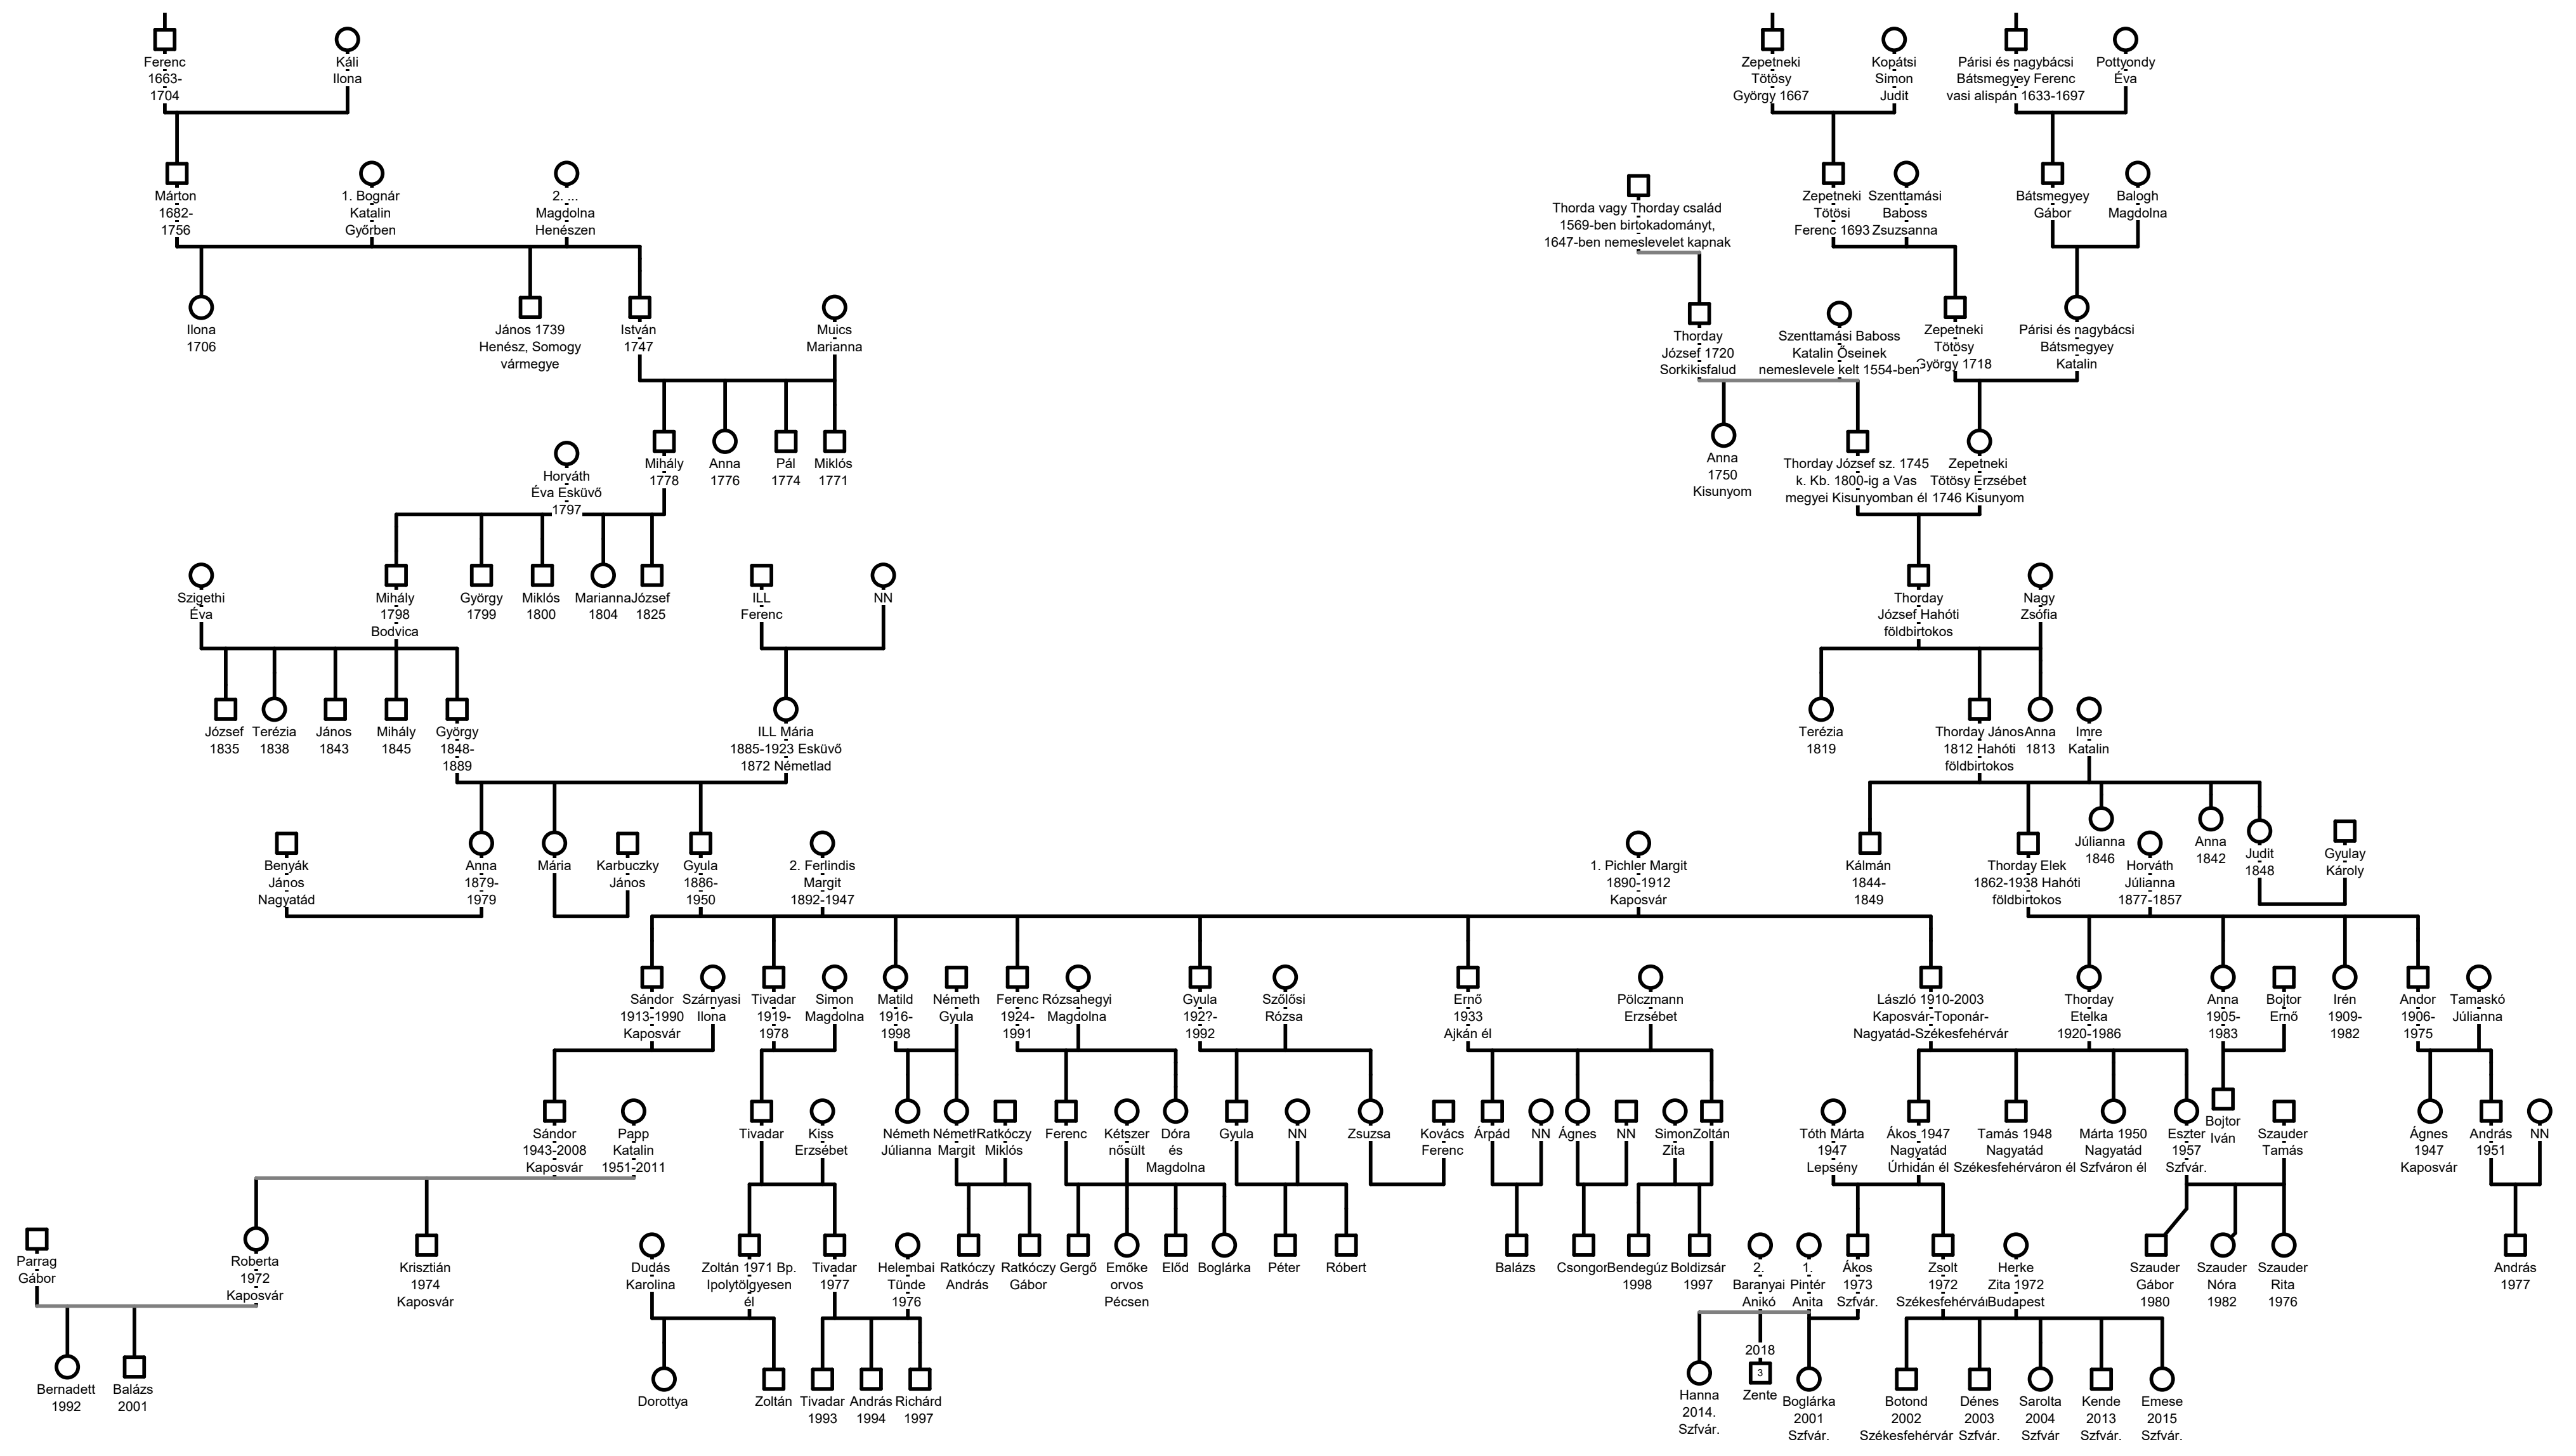 Ferenc
1663-
1704
Káli
Ilona
Zepetneki
Tötösy
György 1667
Kopátsi
Simon
Judit
Párisi és nagybácsi
Bátsmegyey Ferenc
vasi alispán 1633-1697
Pottyondy
Éva
Márton
1682-
1756
1. Bognár
Katalin
Győrben
2. ...
Magdolna
Henészen
Thorda vagy Thorday család
1569-ben birtokadományt,
1647-ben nemeslevelet kapnak
Zepetneki
Tötösi
Ferenc 1693
Szenttamási
Baboss
Zsuzsanna
Bátsmegyey
Gábor
Balogh
Magdolna
Ilona
1706
János 1739
Henész, Somogy
vármegye
István
1747
Muics
Marianna
Thorday
József 1720
Sorkikisfalud
Szenttamási Baboss
Katalin Őseinek
nemeslevele kelt 1554-ben
Zepetneki
Tötösy
György 1718
Párisi és nagybácsi
Bátsmegyey
Katalin
Horváth
Éva Esküvő
1797
Mihály
1778
Anna
1776
Pál
1774
Miklós
1771
Anna
1750
Kisunyom
Thorday József sz. 1745
k. Kb. 1800-ig a Vas
megyei Kisunyomban él
Zepetneki
Tötösy Erzsébet
1746 Kisunyom
Szigethi
Éva
Mihály
1798
Bodvica
György
1799
Miklós
1800
Marianna
1804
József
1825
ILL
Ferenc
NN
Thorday
József Hahóti
földbirtokos
Nagy
Zsófia
József
1835
Terézia
1838
János
1843
Mihály
1845
György
1848-
1889
ILL Mária
1885-1923 Esküvő
1872 Németlad
Terézia
1819
Thorday János
1812 Hahóti
földbirtokos
Anna
1813
Imre
Katalin
Benyák
János
Nagyatád
Anna
1879-
1979
Mária
Karbuczky
János
Gyula
1886-
1950
2. Ferlindis
Margit
1892-1947
1. Pichler Margit
1890-1912
Kaposvár
Kálmán
1844-
1849
Thorday Elek
1862-1938 Hahóti
földbirtokos
Júlianna
1846
Horváth
Júlianna
1877-1857
Anna
1842
Judit
1848
Gyulay
Károly
Sándor
1913-1990
Kaposvár
Szárnyasi
Ilona
Tivadar
1919-
1978
Simon
Magdolna
Matild
1916-
1998
Németh
Gyula
Ferenc
1924-
1991
Rózsahegyi
Magdolna
Gyula
192?-
1992
Szőlősi
Rózsa
Ernő
1933
Ajkán él
Pölczmann
Erzsébet
László 1910-2003
Kaposvár-Toponár-
Nagyatád-Székesfehérvár
Thorday
Etelka
1920-1986
Anna
1905-
1983
Bojtor
Ernő
Irén
1909-
1982
Andor
1906-
1975
Tamaskó
Júlianna
Sándor
1943-2008
Kaposvár
Papp
Katalin
1951-2011
Tivadar
Kiss
Erzsébet
Németh
Júlianna
Németh
Margit
Ratkóczy
Miklós
Ferenc
Kétszer
nősült
Dóra
és
Magdolna
Gyula
NN
Zsuzsa
Kovács
Ferenc
Árpád
NN
Ágnes
NN
Simon
Zita
Zoltán
Tóth Márta
1947
Lepsény
Ákos 1947
Nagyatád
Úrhidán él
Tamás 1948
Nagyatád
Székesfehérváron él
Márta 1950
Nagyatád
Szfváron él
Eszter
1957
Szfvár.
Bojtor
Iván
Szauder
Tamás
Ágnes
1947
Kaposvár
András
1951
NN
Parrag
Gábor
Roberta
1972
Kaposvár
Krisztián
1974
Kaposvár
Dudás
Karolina
Zoltán 1971 Bp.
Ipolytölgyesen
él
Tivadar
1977
Helembai
Tünde
1976
Ratkóczy
András
Ratkóczy
Gábor
Gergő
Emőke
orvos
Pécsen
Előd
Boglárka
Péter
Róbert
Balázs
Csongor
Bendegúz
1998
Boldizsár
1997
2.
Baranyai
Anikó
1.
Pintér
Anita
Ákos
1973
Szfvár.
Zsolt
1972
Székesfehérvár
Herke
Zita 1972
Budapest
Szauder
Gábor
1980
Szauder
Nóra
1982
Szauder
Rita
1976
András
1977
Bernadett
1992
Balázs
2001
Dorottya
Zoltán
Tivadar
1993
András
1994
Richárd
1997
Hanna
2014.
Szfvár.
2018
3
Zente
Boglárka
2001
Szfvár.
Botond
2002
Székesfehérvár
Dénes
2003
Szfvár.
Sarolta
2004
Szfvár
Kende
2013
Szfvár.
Emese
2015
Szfvár.